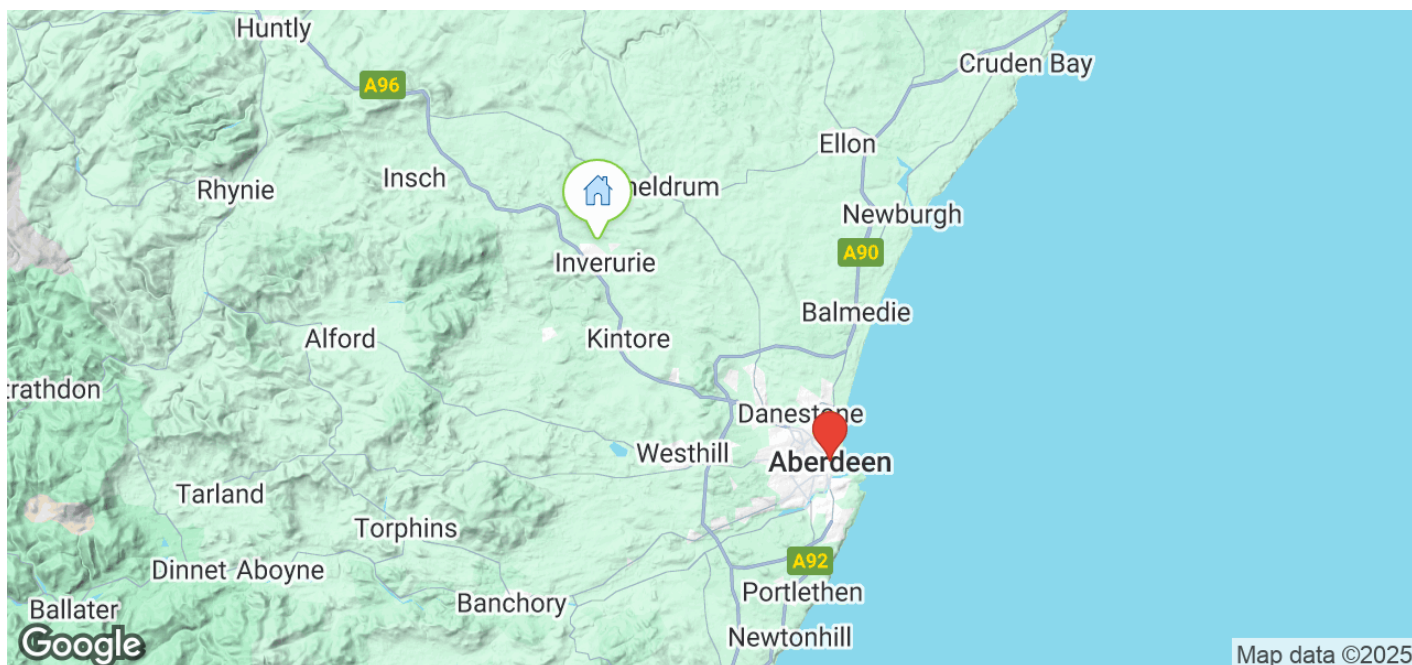 Huntly
Cruden Bay
A96
Ellon
Insch
Rhynie
heldrum
Newburgh
A90
Inverurie
Balmedie
Alford
Kintore
trathdon
Danestone
Westhill
Aberdeen
Tarland
Torphins
A92
Dinnet Aboyne
Portlethen
Banchory
Ballater
Newtonhill
Google
Map data ©2025